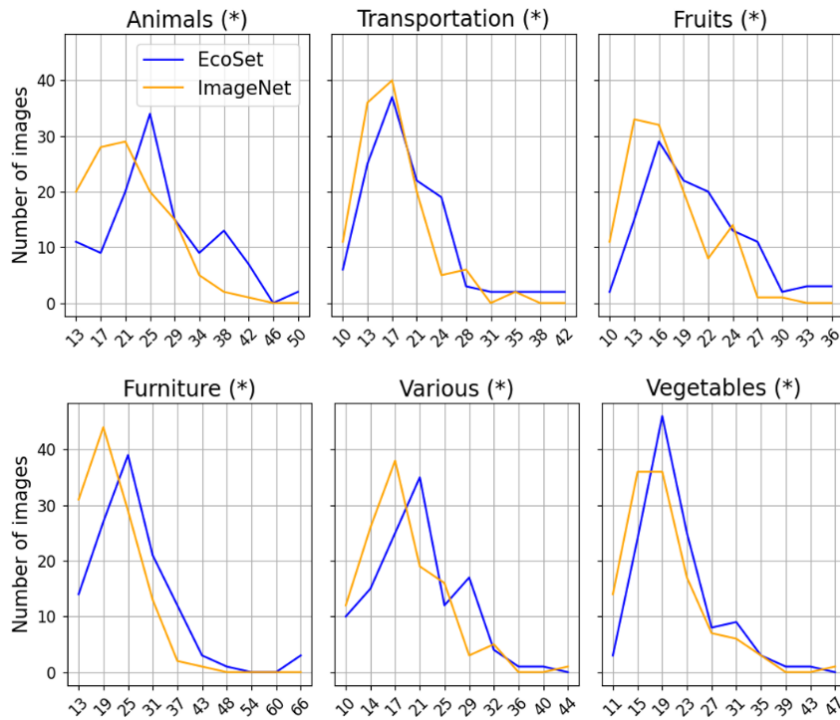 Animals (*) Transportation (*) Fruits (*)
EcoSet
ImageNet
Number of images
40
30
20
10
0
13 17 21 25 29 34 38 42 46 50
10 13 17 21 24 28 31 35 38 42
10 13 16 19 22 24 27 30 33 36
Furniture (*) Various (*) Vegetables (*)
Number of images
40
30
20
10
0
13 19 25 31 37 43 48 54 60 66
10 14 17 21 25 29 32 36 40 44
11 15 19 23 27 31 35 39 43